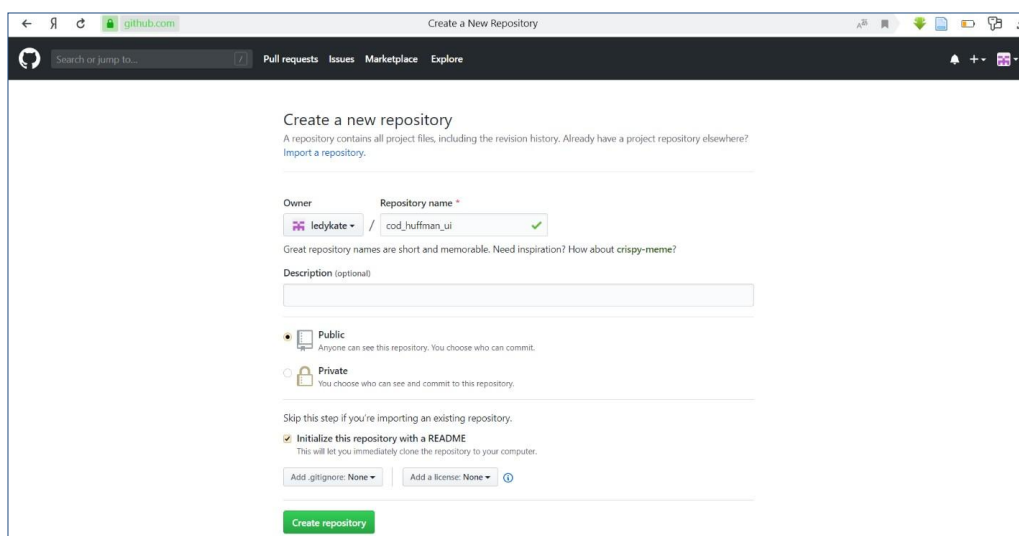 Я github.com Create a New Repository
Search or jump to... / Pull requests Issues Marketplace Explore
Create a new repository
A repository contains all project files, including the revision history. Already have a project repository elsewhere?
Import a repository.
Owner Repository name *
ledykate / cod_huffman_ui
Great repository names are short and memorable. Need inspiration? How about crispy-meme?
Description (optional)
Public
Anyone can see this repository. You choose who can commit.
Private
You choose who can see and commit to this repository.
Skip this step if you're importing an existing repository.
Initialize this repository with a README
This will let you immediately clone the repository to your computer.
Add .gitignore: None Add a license: None
Create repository